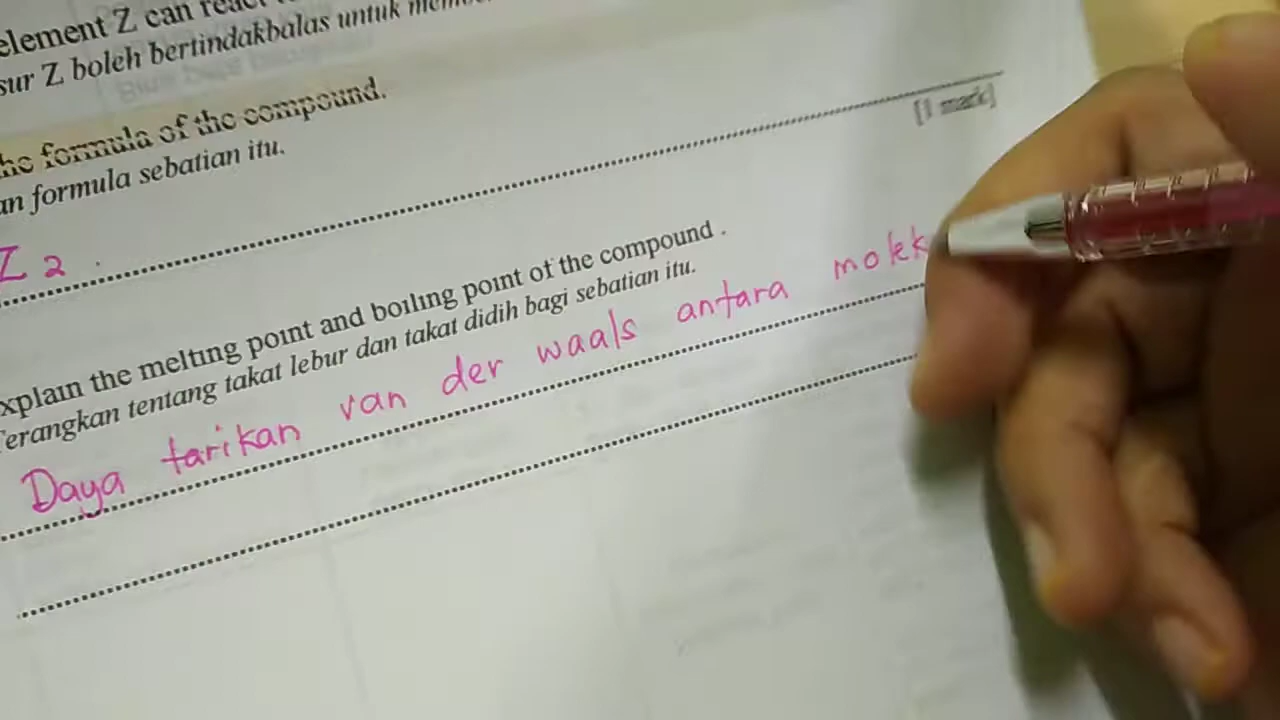 element Z can react
sur Z boleh bertindakbalas untuk
he formula of the compound.
an formula sebatian itu.
[1 mark]
Z 2 .
xplain the melting point and boiling point of the compound .
Terangkan tentang takat lebur dan takat didih bagi sebatian itu.
Daya tarikan van der waals antara molek